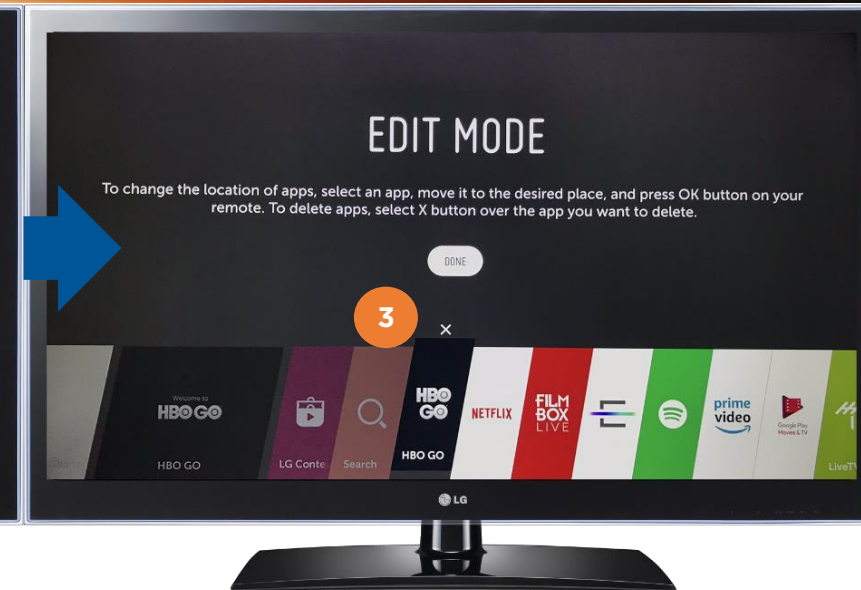 EDIT MODE
To change the location of apps, select an app, move it to the desired place, and press OK button on your
remote. To delete apps, select X button over the app you want to delete.
DONE
3
×
Welcome to
HBO GO
HBO GO
LG Conte
Search
HBO
GO
HBO GO
NETFLIX
FILM
BOX
LIVE
prime
video
Google Play
Movies & TV
LiveTV
LG